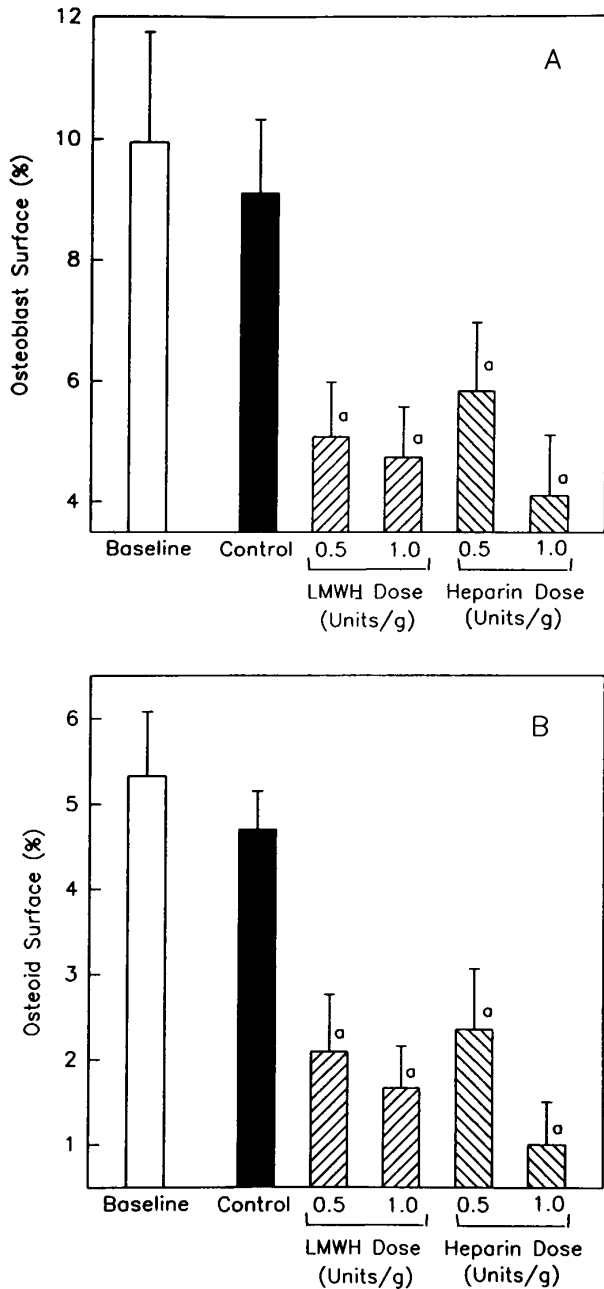 A
Osteoblast Surface (%)
12
10
8
6
4
a
a
a
a
Baseline
Control
0.5
1.0
0.5
1.0
LMWH Dose
(Units/g)
Heparin Dose
(Units/g)
B
Osteoid Surface (%)
6
5
4
3
2
1
a
a
a
a
Baseline
Control
0.5
1.0
0.5
1.0
LMWH Dose
(Units/g)
Heparin Dose
(Units/g)